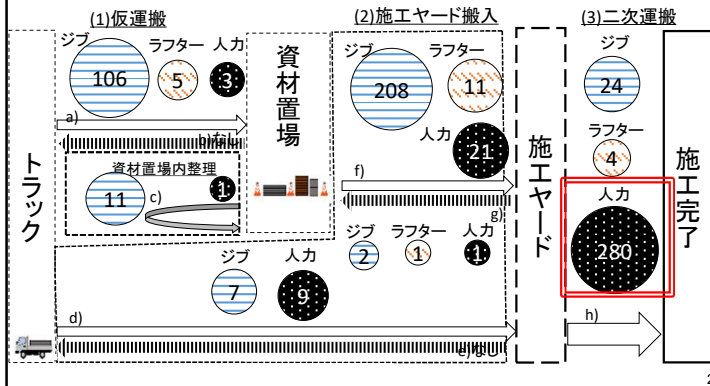 (1)仮運搬
(2)施工ヤード搬入
(3)二次運搬
ジブ
ラフター
人力
106
5
3
a)
b)なし
資材置場内整理
11
c)
1
トラック
資材置場
ジブ
ラフター
208
11
人力
21
f)
g)
ジブ
ラフター
人力
2
1
1
ジブ
人力
7
9
d)
e)なし
施工ヤード
ジブ
24
ラフター
4
人力
280
h)
施工完了
2